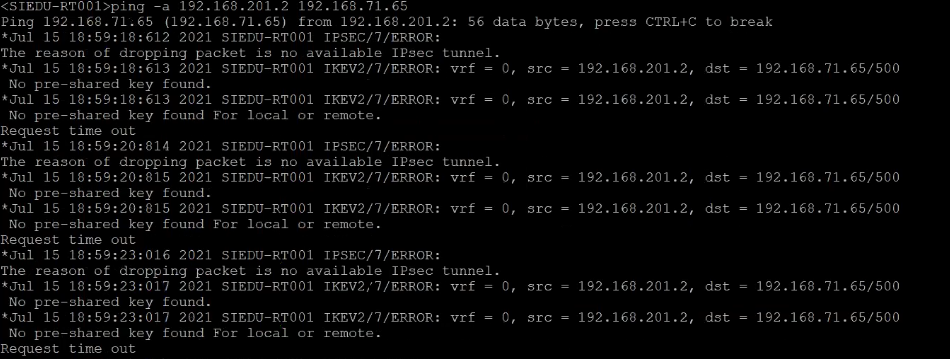 <SIEDU-RT001>ping -a 192.168.201.2 192.168.71.65
Ping 192.168.71.65 (192.168.71.65) from 192.168.201.2: 56 data bytes, press CTRL+C to break
*Jul 15 18:59:18:612 2021 SIEDU-RT001 IPSEC/7/ERROR:
The reason of dropping packet is no available IPsec tunnel.
*Jul 15 18:59:18:613 2021 SIEDU-RT001 IKEV2/7/ERROR: vrf = 0, src = 192.168.201.2, dst = 192.168.71.65/500
 No pre-shared key found.
*Jul 15 18:59:18:613 2021 SIEDU-RT001 IKEV2/7/ERROR: vrf = 0, src = 192.168.201.2, dst = 192.168.71.65/500
 No pre-shared key found For local or remote.
Request time out
*Jul 15 18:59:20:814 2021 SIEDU-RT001 IPSEC/7/ERROR:
The reason of dropping packet is no available IPsec tunnel.
*Jul 15 18:59:20:815 2021 SIEDU-RT001 IKEV2/7/ERROR: vrf = 0, src = 192.168.201.2, dst = 192.168.71.65/500
 No pre-shared key found.
*Jul 15 18:59:20:815 2021 SIEDU-RT001 IKEV2/7/ERROR: vrf = 0, src = 192.168.201.2, dst = 192.168.71.65/500
 No pre-shared key found For local or remote.
Request time out
*Jul 15 18:59:23:016 2021 SIEDU-RT001 IPSEC/7/ERROR:
The reason of dropping packet is no available IPsec tunnel.
*Jul 15 18:59:23:017 2021 SIEDU-RT001 IKEV2/7/ERROR: vrf = 0, src = 192.168.201.2, dst = 192.168.71.65/500
 No pre-shared key found.
*Jul 15 18:59:23:017 2021 SIEDU-RT001 IKEV2/7/ERROR: vrf = 0, src = 192.168.201.2, dst = 192.168.71.65/500
 No pre-shared key found For local or remote.
Request time out